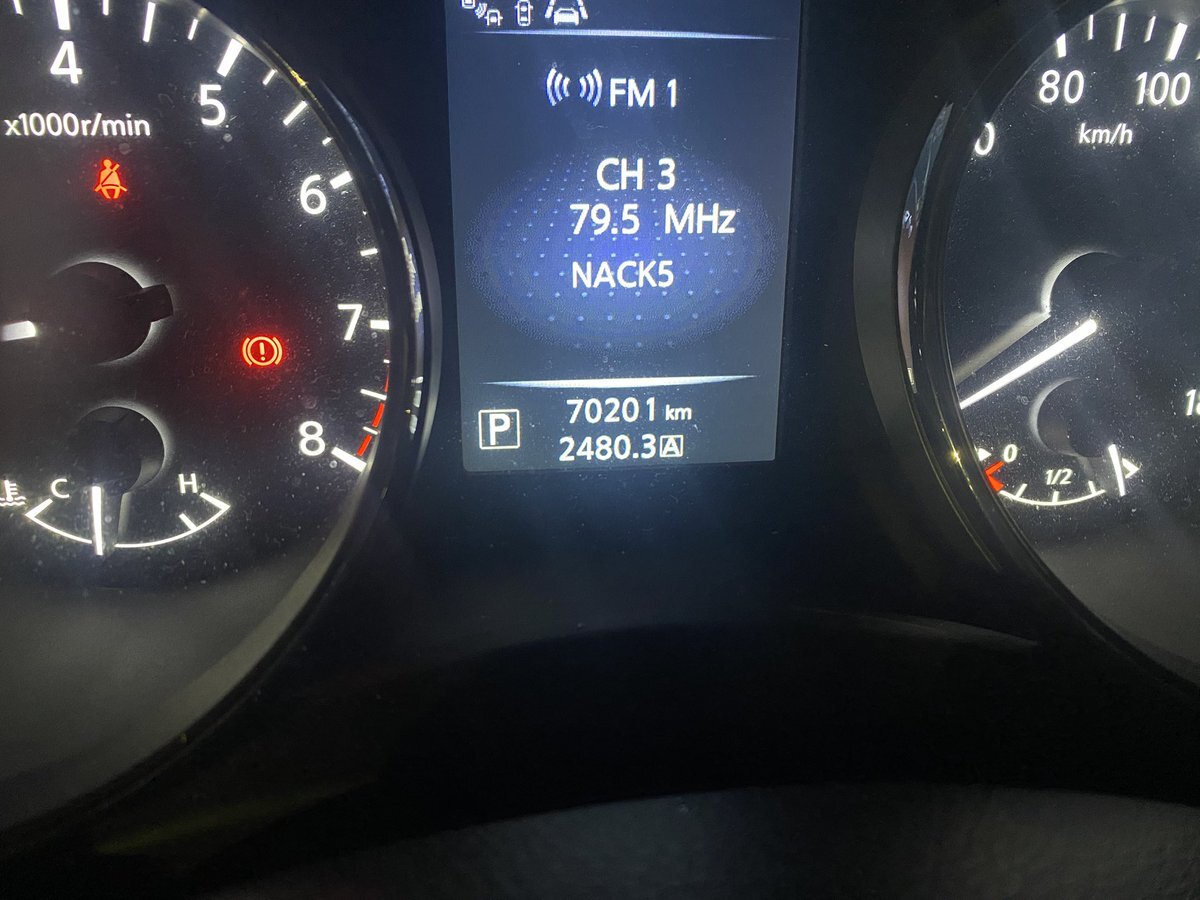 4
5
6
7
8
x1000r/min
C
H
FM 1
CH 3
79.5 MHz
NACK5
P
70201 km
2480.3 A
80
100
km/h
0
1/2